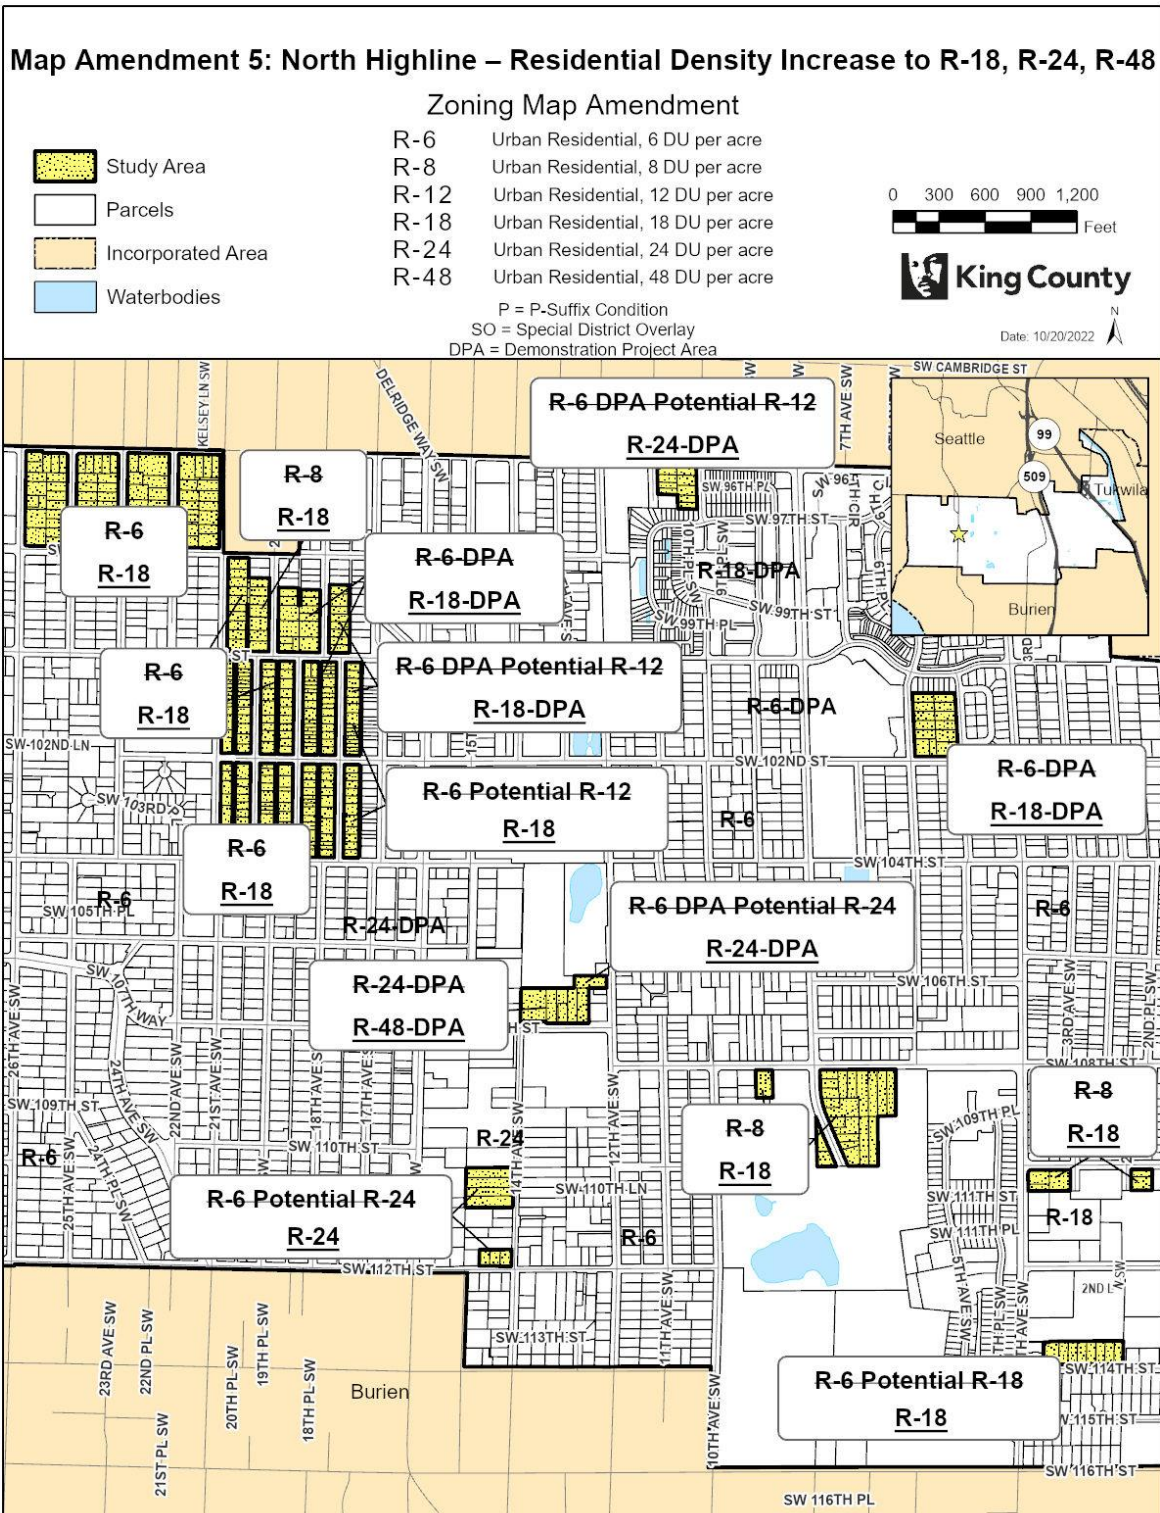 Map Amendment 5: North Highline – Residential Density Increase to R-18, R-24, R-48
Zoning Map Amendment
Study Area
Parcels
Incorporated Area
Waterbodies
R-6 Urban Residential, 6 DU per acre
R-8 Urban Residential, 8 DU per acre
R-12 Urban Residential, 12 DU per acre
R-18 Urban Residential, 18 DU per acre
R-24 Urban Residential, 24 DU per acre
R-48 Urban Residential, 48 DU per acre
P = P-Suffix Condition
SO = Special District Overlay
DPA = Demonstration Project Area
0 300 600 900 1,200
Feet
King County
N
Date: 10/20/2022
KELSEY LN SW
DELRIDGE WAY SW
7TH AVE SW
SW CAMBRIDGE ST
Seattle
99
509
Tukwila
Burien
R-6 DPA Potential R-12
R-24-DPA
R-8
R-18
R-6
R-18
R-6-DPA
R-18-DPA
SW 96TH PL
SW 97TH ST
10TH PL SW
9TH PL SW
R-18-DPA
SW 99TH ST
SW 99TH PL
R-6
R-18
ST
R-6 DPA Potential R-12
R-18-DPA
R-6-DPA
SW 102ND LN
SW 102ND ST
R-6-DPA
R-18-DPA
SW 103RD PL
R-6 Potential R-12
R-18
R-6
R-6
R-18
SW 104TH ST
R-6
SW 105TH PL
R-24-DPA
R-6 DPA Potential R-24
R-24-DPA
R-6
SW 106TH ST
SW 107TH WAY
R-24-DPA
R-48-DPA
H ST
26TH AVE SW
24TH AVE SW
22ND AVE SW
21ST AVE SW
18TH AVE S
17TH AVE
3RD AVE SW
2ND PL SW
SW 108TH ST
SW 109TH ST
R-6
25TH AVE SW
24TH PL SW
SW 110TH ST
R-24
14TH AVE SW
12TH AVE SW
SW 110TH LN
R-8
R-18
SW 109TH PL
R-8
R-18
R-6 Potential R-24
R-24
R-6
SW 111TH ST
SW 111TH PL
R-18
SW 112TH ST
5TH AVE SW
2ND L
N SW
TH PL SW
TH AVE SW
23RD AVE SW
22ND PL SW
21ST PL SW
20TH PL SW
19TH PL SW
18TH PL SW
Burien
SW 113TH ST
11TH AVE SW
10TH AVE SW
R-6 Potential R-18
R-18
SW 114TH ST
W 115TH ST
SW 116TH ST
SW 116TH PL